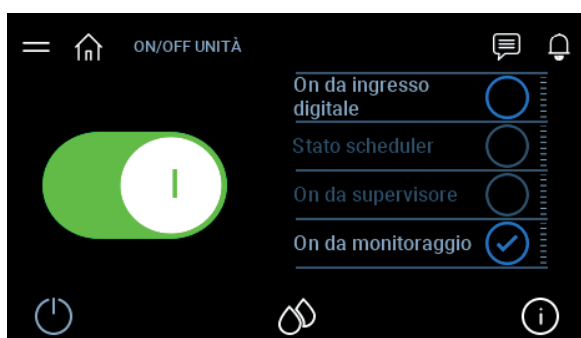 ON/OFF UNITÀ
On da ingresso
digitale
Stato scheduler
On da supervisore
On da monitoraggio